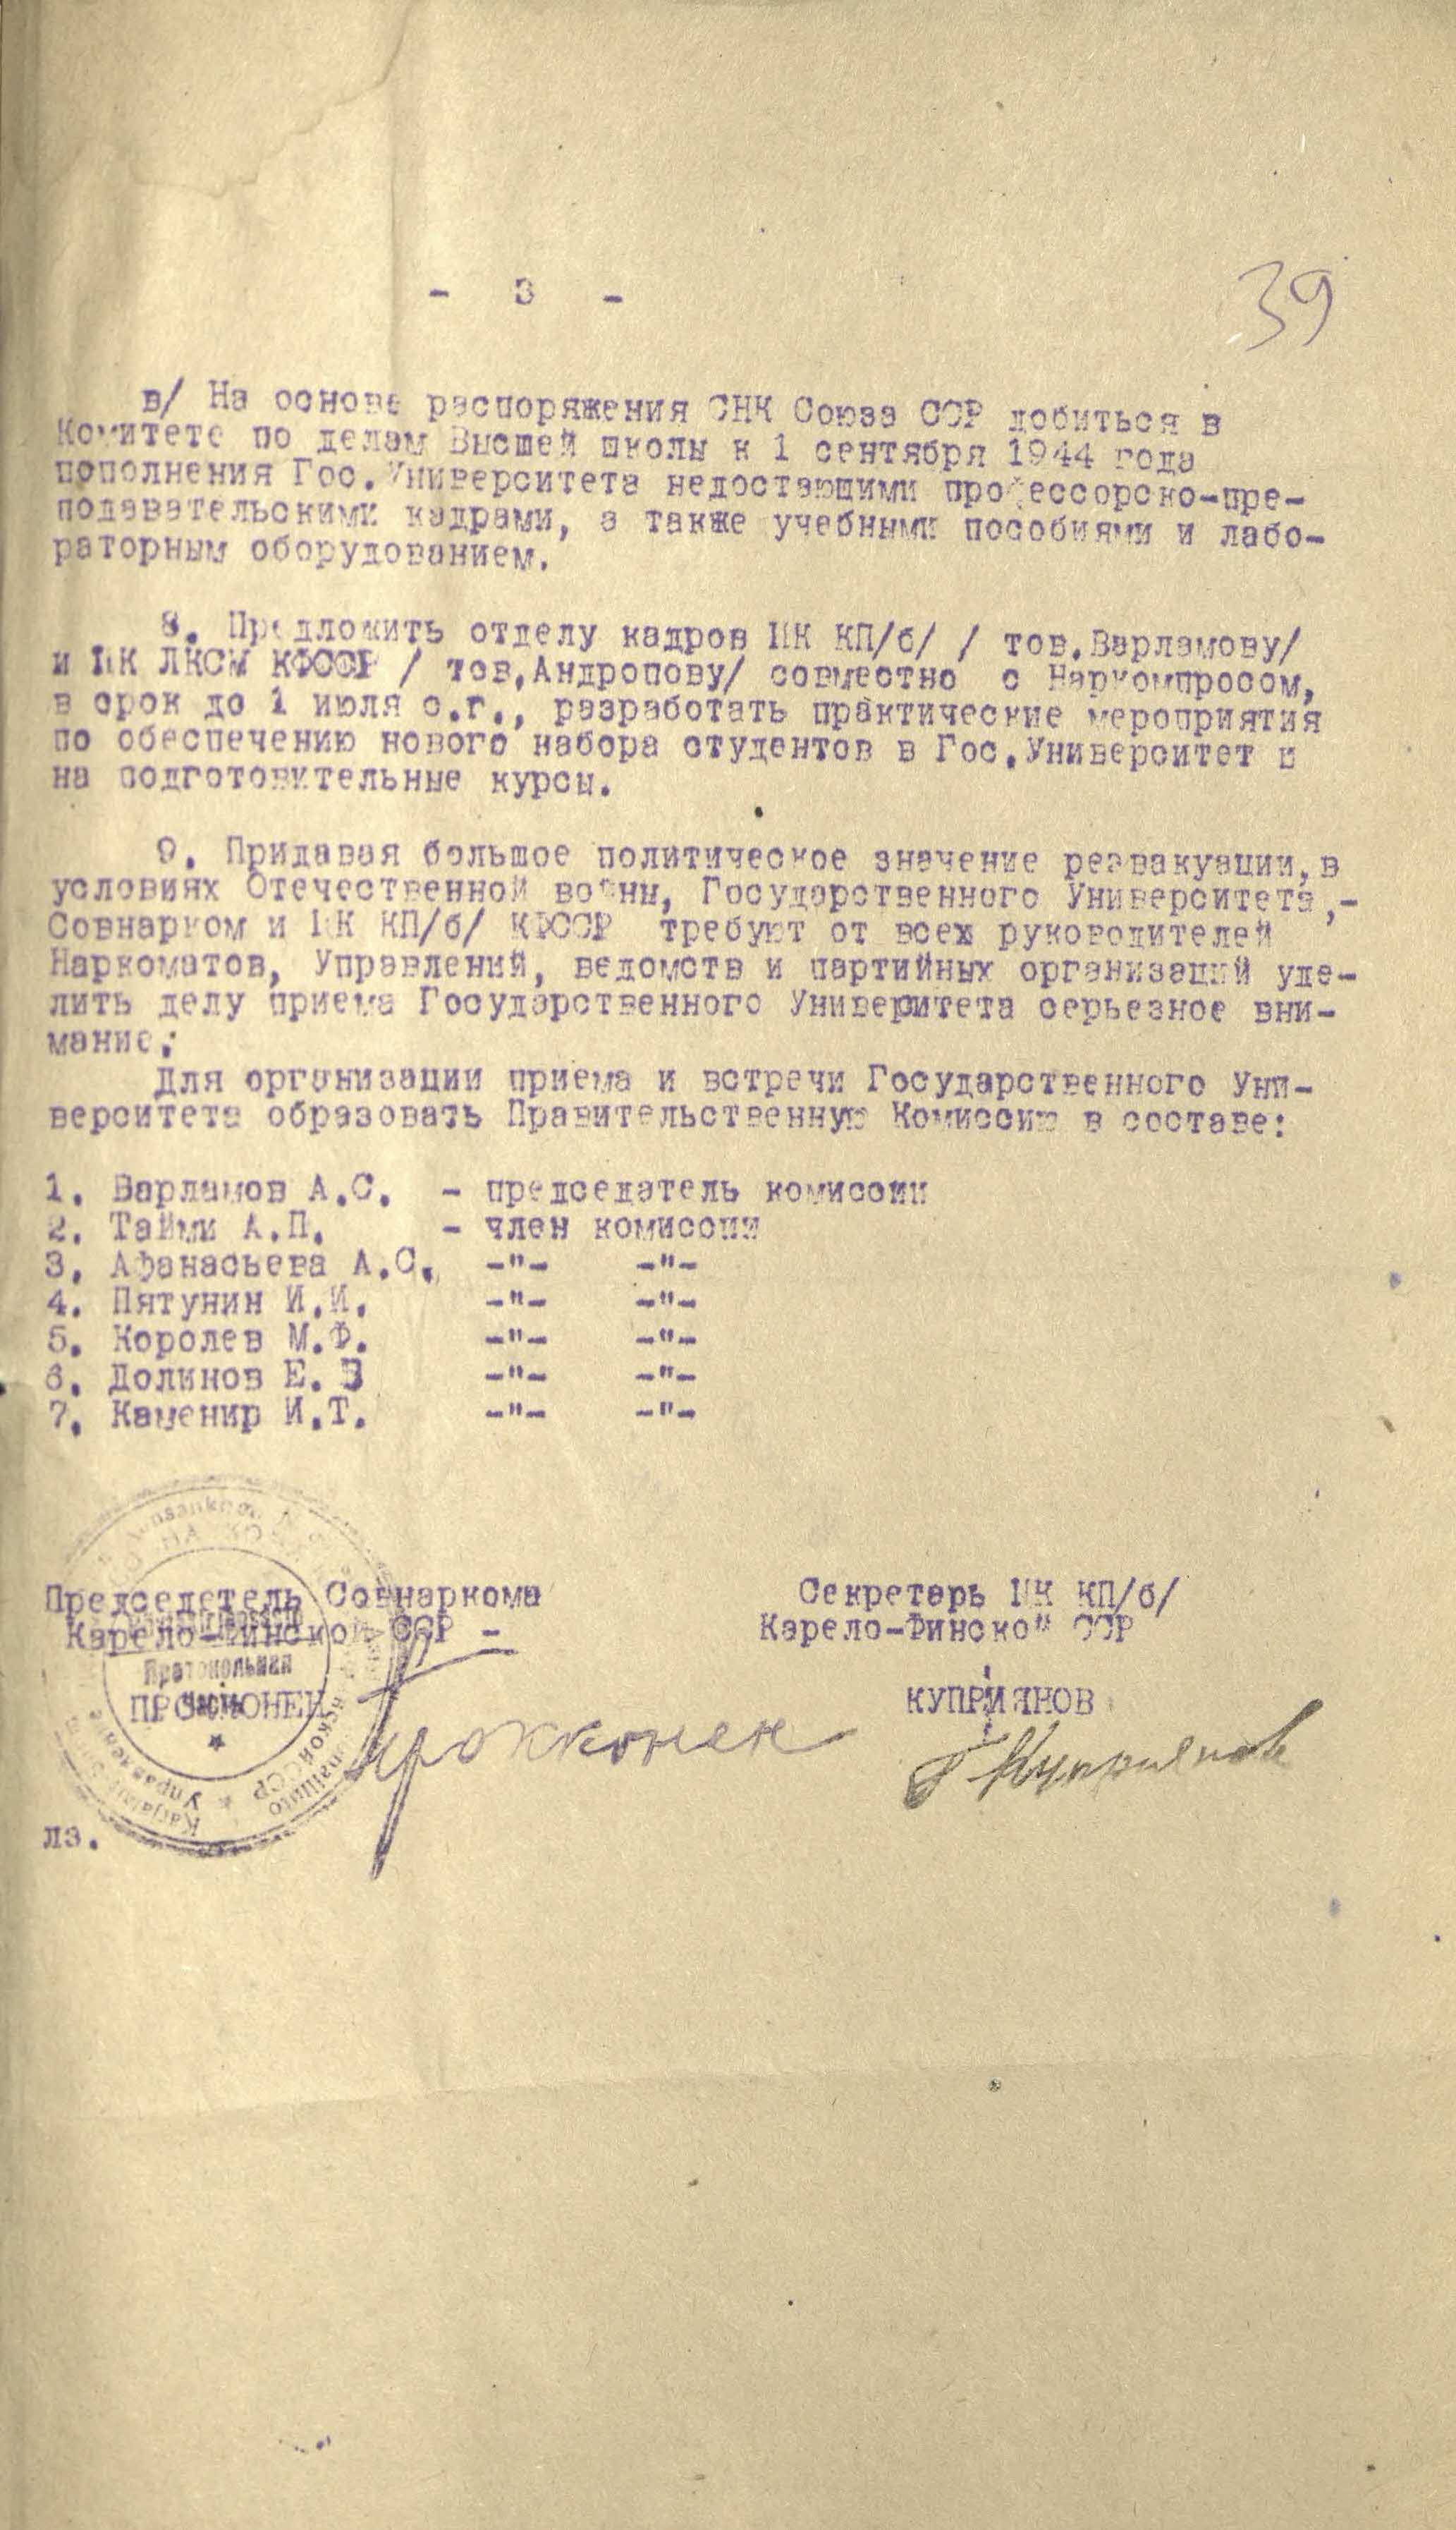 - 3 -
39
в/ На основе распоряжения СНК Союза ССР добиться в
Комитете по делам Высшей школы к 1 сентября 1944 года
пополнения Гос.Университета недостающими профессорско-пре-
подавательскими кадрами, а также учебными пособиями и лабо-
раторным оборудованием.
8. Предложить отделу кадров ЦК КП/б/ / тов.Варламову/
и ЦК ЛКСМ КФССР / тов.Андропову/ совместно с Наркомпросом,
в срок до 1 июля с.г., разработать практические мероприятия
по обеспечению нового набора студентов в Гос.Университет и
на подготовительные курсы.
9. Придавая большое политическое значение реэвакуации, в
условиях Отечественной войны, Государственного Университета,-
Совнарком и ЦК КП/б/ КФССР требуют от всех руководителей
Наркоматов, Управлений, ведомств и партийных организаций уде-
лить делу приема Государственного Университета серьезное вни-
мание.
Для организации приема и встречи Государственного Уни-
верситета образовать Правительственную Комиссию в составе:
1. Варламов А.С. - председатель комиссии
2. Тайми А.П. - член комиссии
3. Афанасьева А.С. -"- -"-
4. Пятунин И.И. -"- -"-
5. Королев М.Ф. -"- -"-
6. Долинов Е. В -"- -"-
7. Каменир И.Т. -"- -"-
Председатель Совнаркома
Карело-Финской ССР -
Протокольная
часть
ПРОККОНЕН
Прокконен
Секретарь ЦК КП/б/
Карело-Финской ССР
КУПРИЯНОВ
Г Куприянов
лэ.